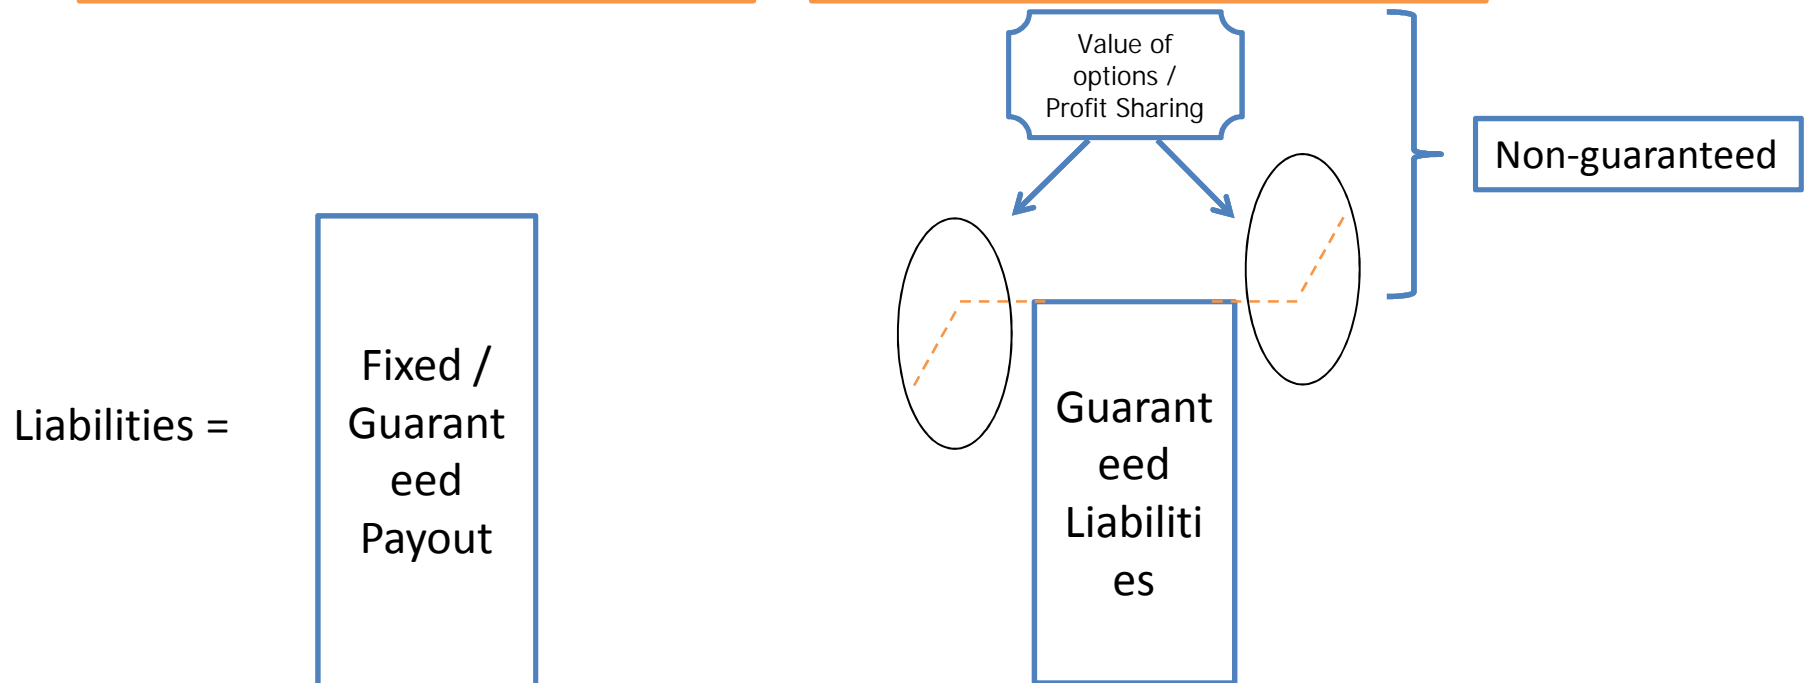 Value of
options /
Profit Sharing
Non-guaranteed
Liabilities =
Fixed /
Guarant
eed
Payout
Guarant
eed
Liabiliti
es